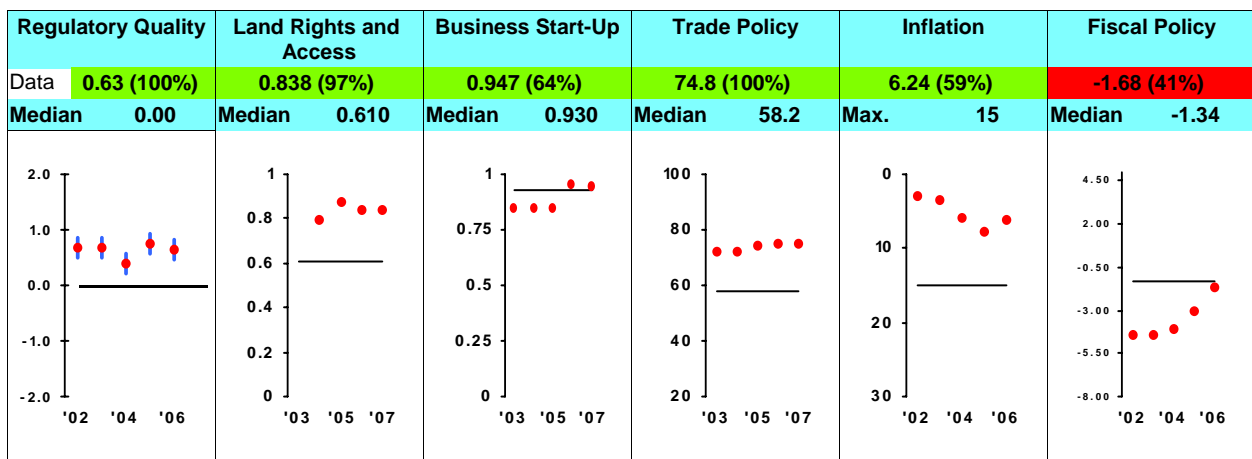 Regulatory Quality
Land Rights and
Access
Business Start-Up
Trade Policy
Inflation
Fiscal Policy
Data 0.63 (100%)
0.838 (97%)
0.947 (64%)
74.8 (100%)
6.24 (59%)
-1.68 (41%)
Median 0.00
Median 0.610
Median 0.930
Median 58.2
Max. 15
Median -1.34
2.0
1.0
0.0
-1.0
-2.0
'02 '04 '06
1
0.8
0.6
0.4
0.2
0
'03 '05 '07
1
0.75
0.5
0.25
0
'03 '05 '07
100
80
60
40
20
'03 '05 '07
0
10
20
30
'02 '04 '06
4.50
2.00
-0.50
-3.00
-5.50
-8.00
'02 '04 '06